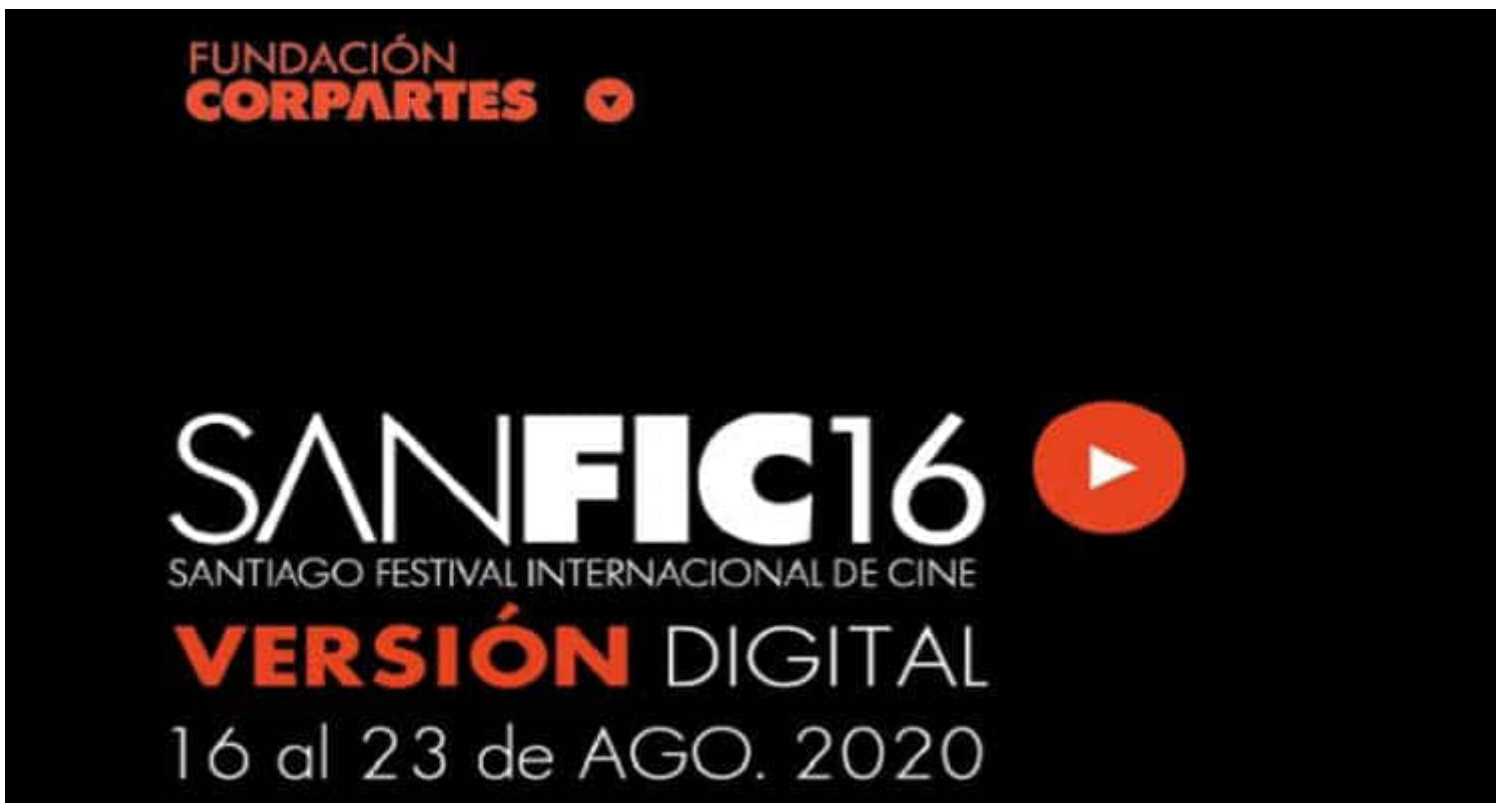 FUNDACIÓN
CORPARTES
SANFIC16
SANTIAGO FESTIVAL INTERNACIONAL DE CINE
VERSIÓN DIGITAL
16 al 23 de AGO. 2020